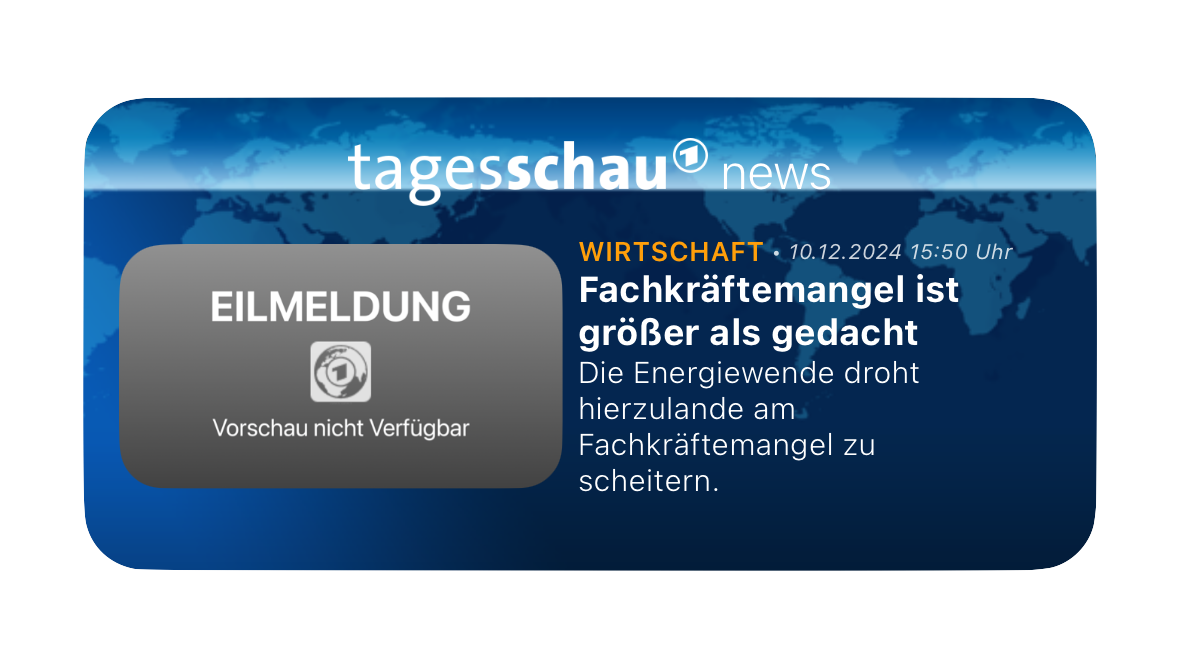 tagesschau news
EILMELDUNG
Vorschau nicht Verfügbar
WIRTSCHAFT • 10.12.2024 15:50 Uhr
Fachkräftemangel ist
größer als gedacht
Die Energiewende droht
hierzulande am
Fachkräftemangel zu
scheitern.